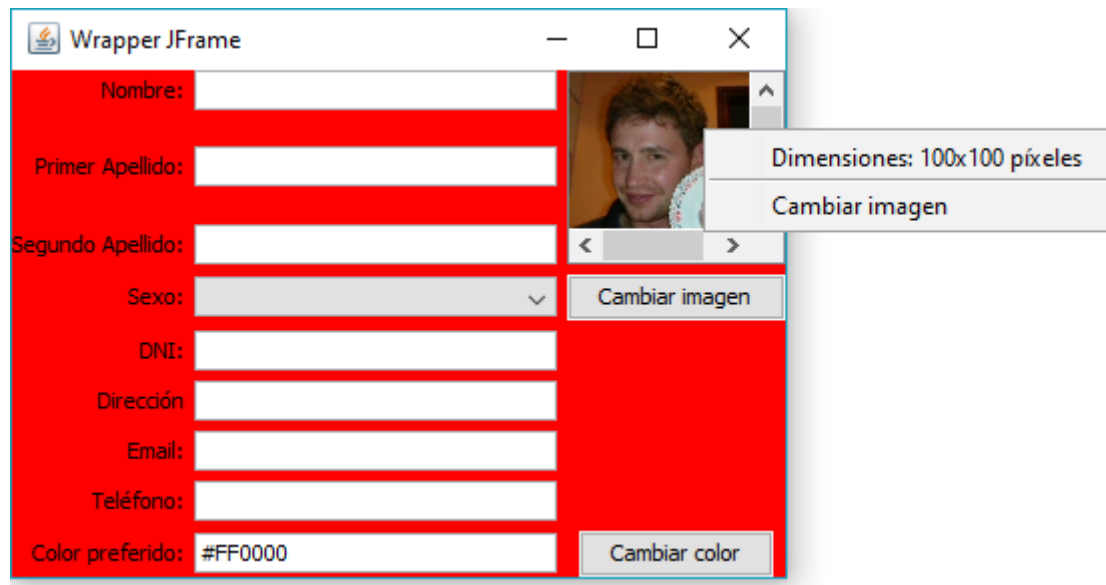 Wrapper JFrame
Nombre:
Dimensiones: 100x100 píxeles
Primer Apellido:
Cambiar imagen
Segundo Apellido:
Sexo:
Cambiar imagen
DNI:
Dirección
Email:
Teléfono:
Color preferido: #FF0000 Cambiar color